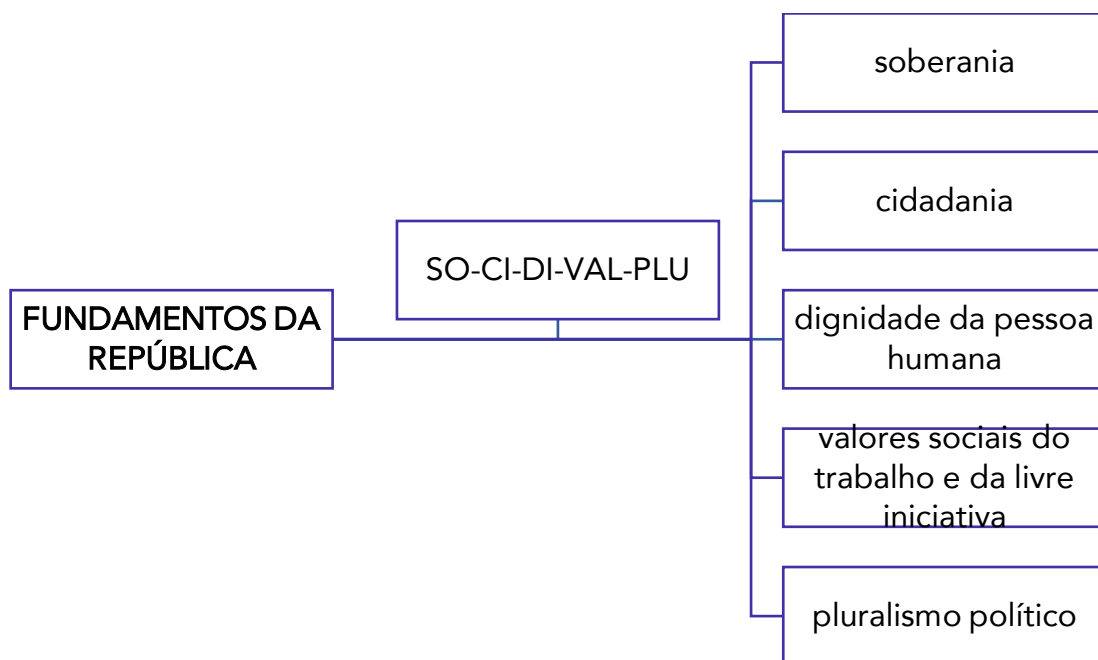 FUNDAMENTOS DA
REPÚBLICA
SO-CI-DI-VAL-PLU
soberania
cidadania
dignidade da pessoa
humana
valores sociais do
trabalho e da livre
iniciativa
pluralismo político